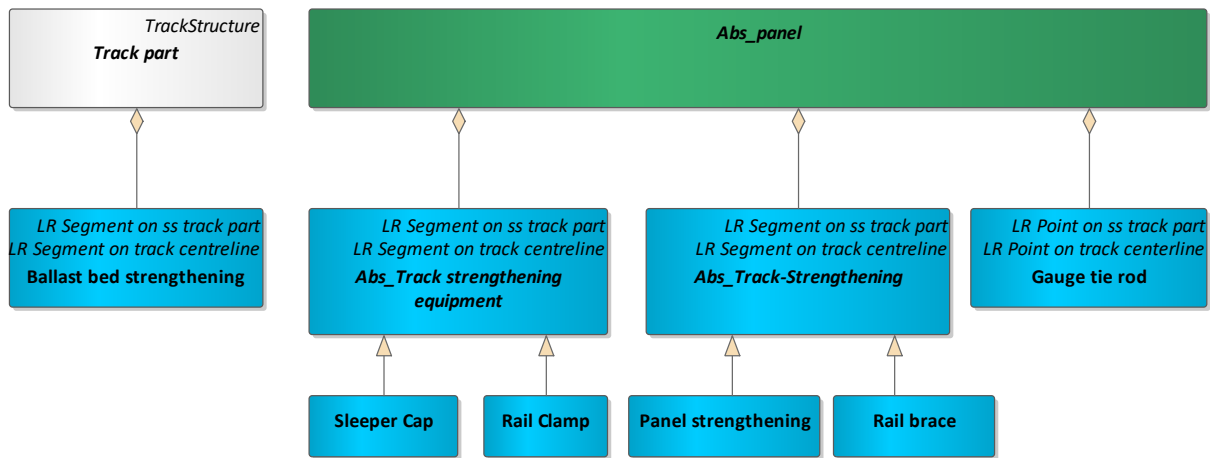 TrackStructure
Track part
Abs_panel
LR Segment on ss track part
LR Segment on track centreline
Ballast bed strengthening
LR Segment on ss track part
LR Segment on track centreline
Abs_Track strengthening
equipment
LR Segment on ss track part
LR Segment on track centreline
Abs_Track-Strengthening
LR Point on ss track part
LR Point on track centerline
Gauge tie rod
Sleeper Cap
Rail Clamp
Panel strengthening
Rail brace